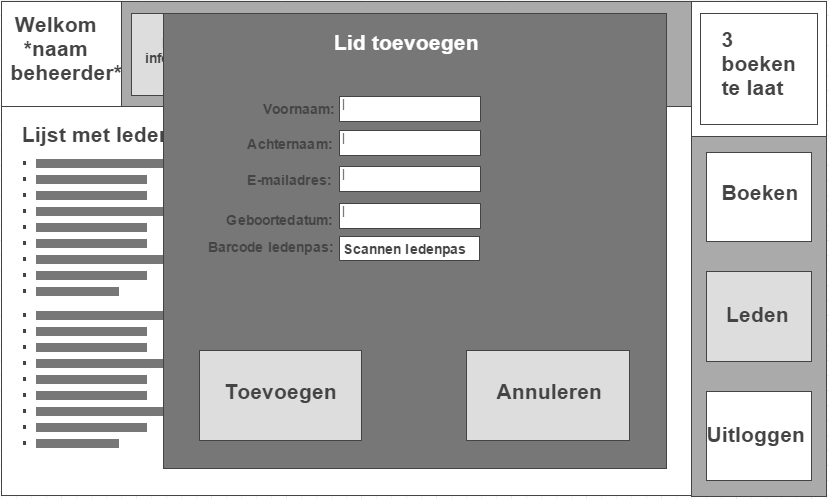 Welkom
*naam
beheerder*
Lid toevoegen
3
boeken
te laat
Voornaam:
Achternaam:
E-mailadres:
Geboortedatum:
Barcode ledenpas: Scannen ledenpas
Toevoegen
Annuleren
Lijst met leden
Boeken
Leden
Uitloggen